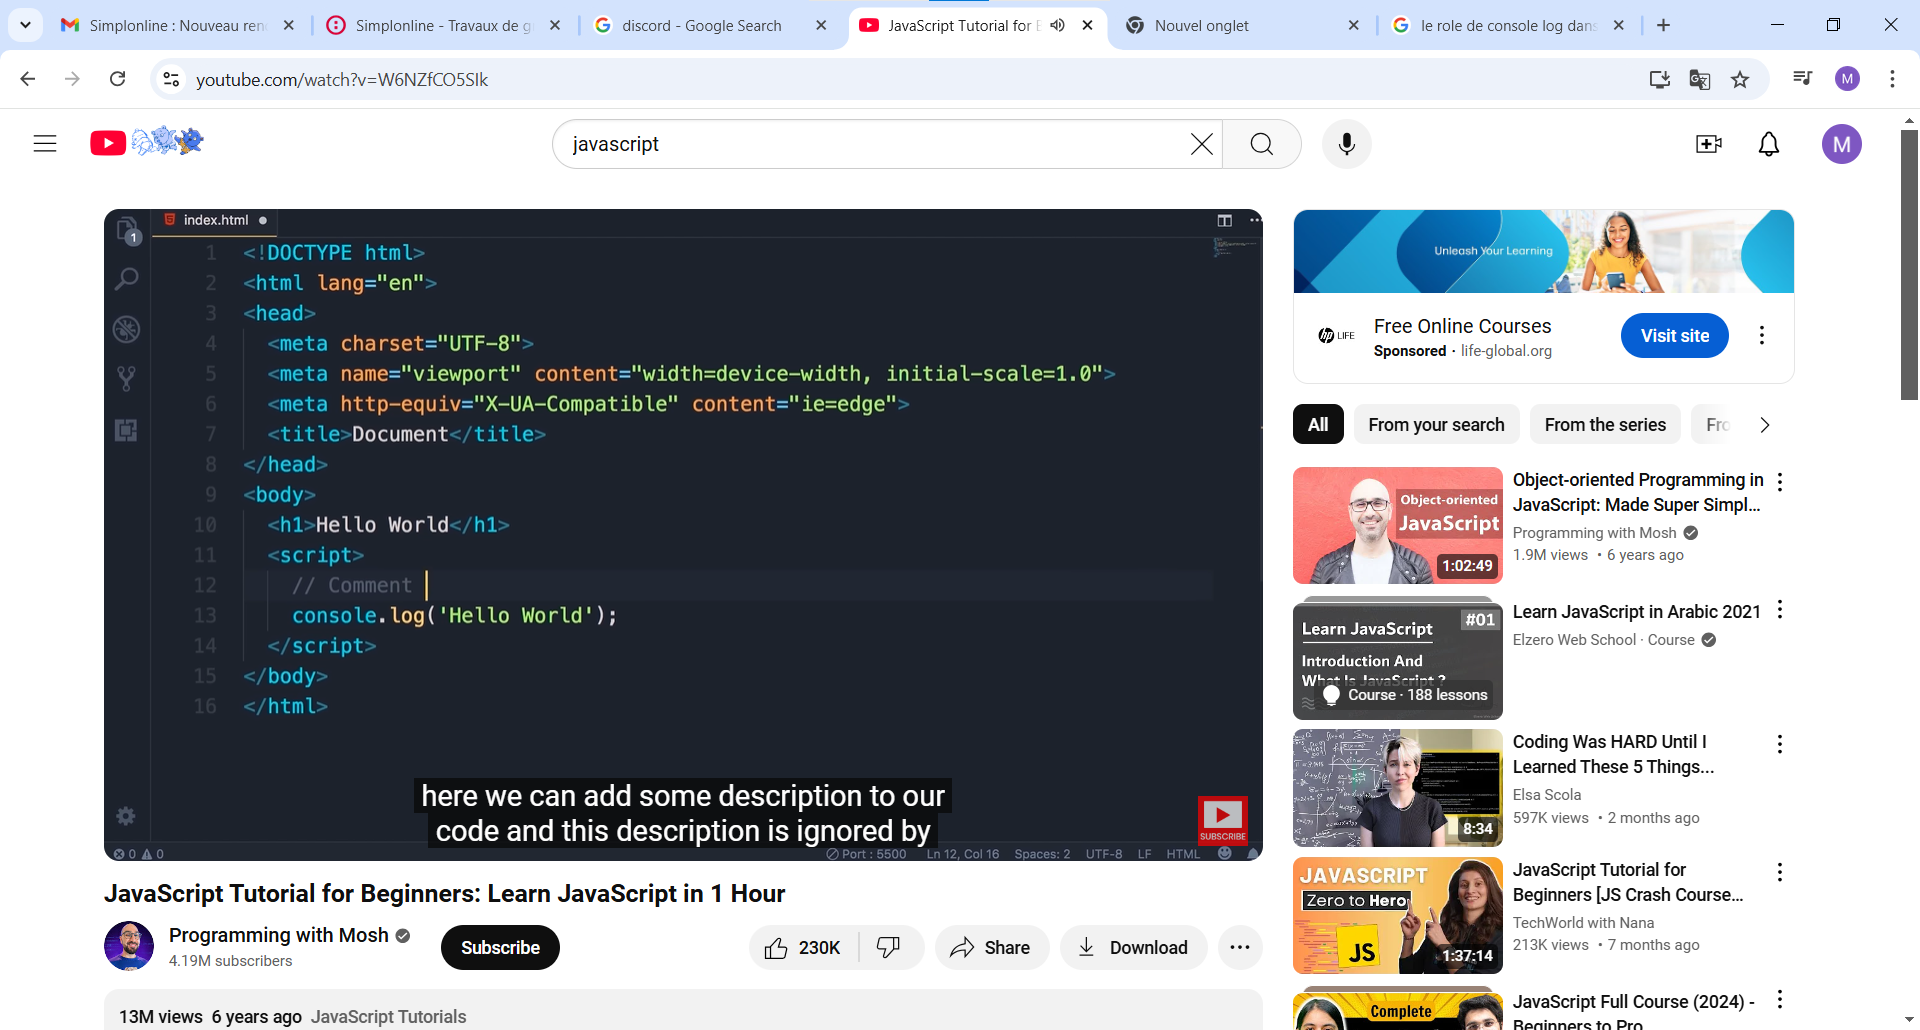 Simplonline : Nouveau ren
Simplonline - Travaux de g
discord - Google Search
JavaScript Tutorial for B
Nouvel onglet
le role de console log dans
youtube.com/watch?v=W6NZfCO5SIk
M
javascript
M
index.html
1
1 <!DOCTYPE html>
2 <html lang="en">
3 <head>
4 <meta charset="UTF-8">
5 <meta name="viewport" content="width=device-width, initial-scale=1.0">
6 <meta http-equiv="X-UA-Compatible" content="ie=edge">
7 <title>Document</title>
8 </head>
9 <body>
10 <h1>Hello World</h1>
11 <script>
12 // Comment
13 console.log('Hello World');
14 </script>
15 </body>
16 </html>
here we can add some description to our
code and this description is ignored by
SUBSCRIBE
0 0 Port : 5500 Ln 12, Col 16 Spaces: 2 UTF-8 LF HTML
JavaScript Tutorial for Beginners: Learn JavaScript in 1 Hour
Programming with Mosh
4.19M subscribers
Subscribe
230K
Share
Download
13M views 6 years ago JavaScript Tutorials
Unleash Your Learning
hp LIFE
Free Online Courses
Sponsored · life-global.org
Visit site
All
From your search
From the series
Fro
Object-oriented
JavaScript
1:02:49
Object-oriented Programming in
JavaScript: Made Super Simpl...
Programming with Mosh
1.9M views • 6 years ago
#01
Learn JavaScript
Introduction And
What Is JavaScript ?
Course · 188 lessons
Learn JavaScript in Arabic 2021
Elzero Web School · Course
8:34
Coding Was HARD Until I
Learned These 5 Things...
Elsa Scola
597K views • 2 months ago
JAVASCRIPT
Zero to Hero
JS
1:37:14
JavaScript Tutorial for
Beginners [JS Crash Course...
TechWorld with Nana
213K views • 7 months ago
Complete
JavaScript Full Course (2024) -
Beginners to Pro